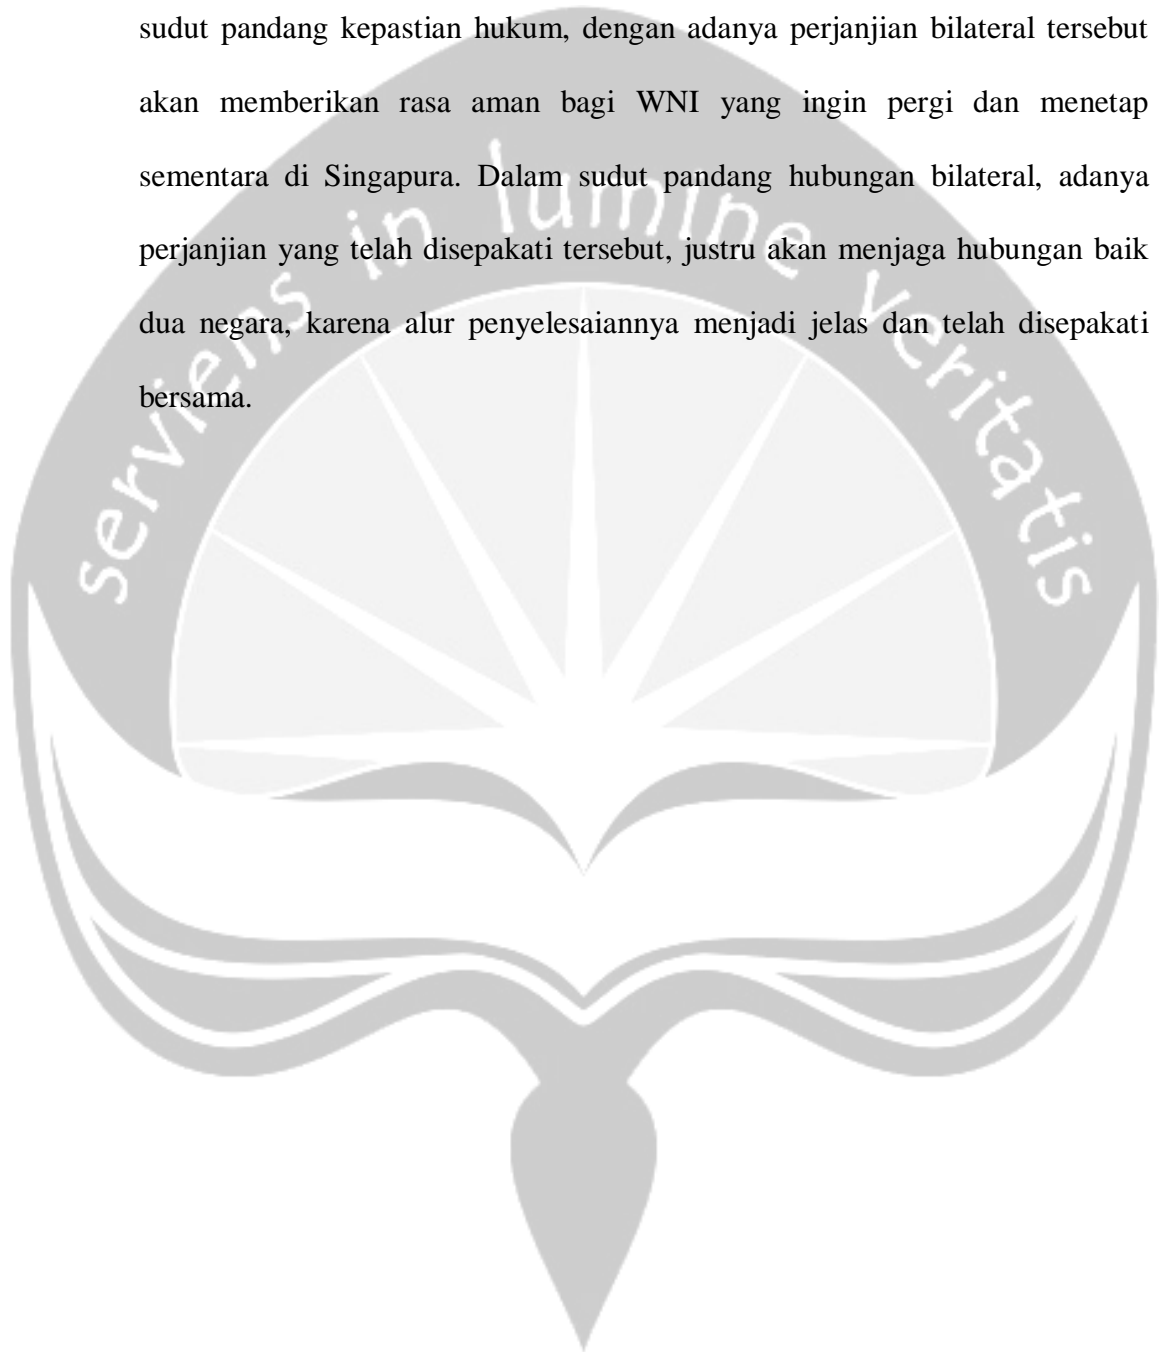 sudut pandang kepastian hukum, dengan adanya perjanjian bilateral tersebut
akan memberikan rasa aman bagi WNI yang ingin pergi dan menetap
sementara di Singapura. Dalam sudut pandang hubungan bilateral, adanya
perjanjian yang telah disepakati tersebut, justru akan menjaga hubungan baik
dua negara, karena alur penyelesaiannya menjadi jelas dan telah disepakati
bersama.
serviens in lumine veritatis